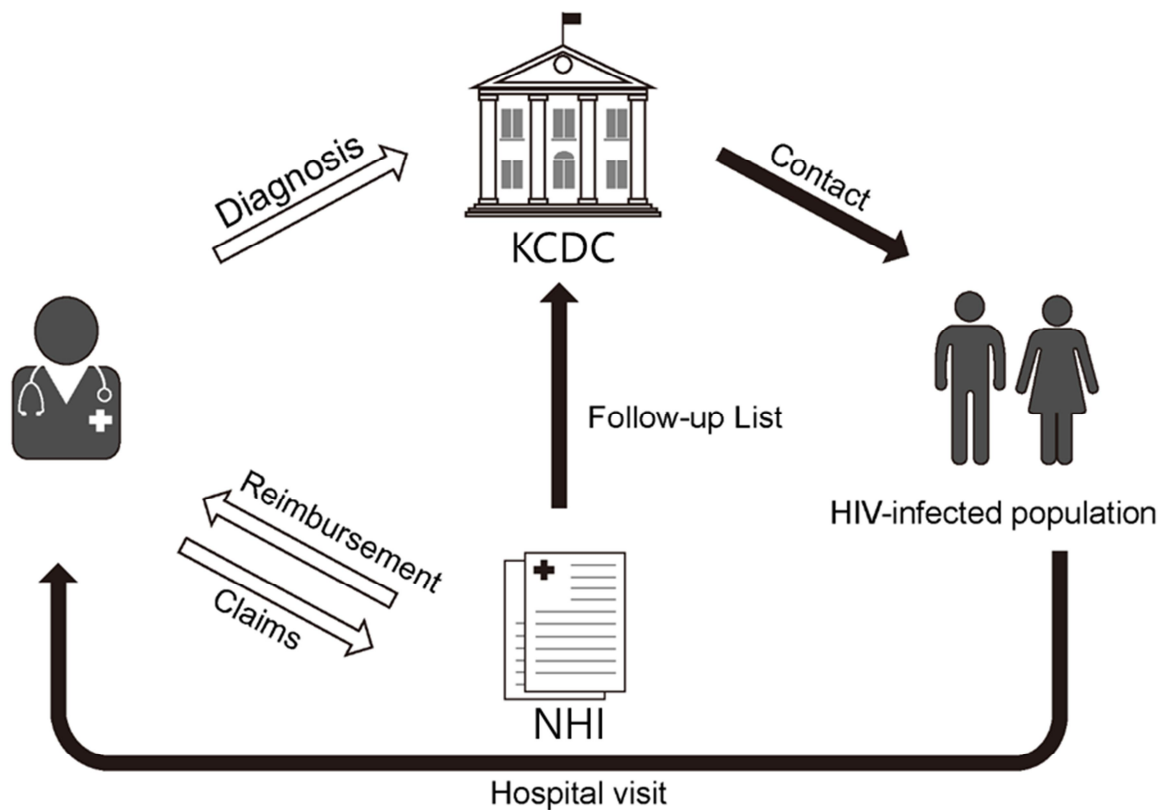 Diagnosis
KCDC
Contact
Follow-up List
HIV-infected population
Reimbursement
Claims
NHI
Hospital visit